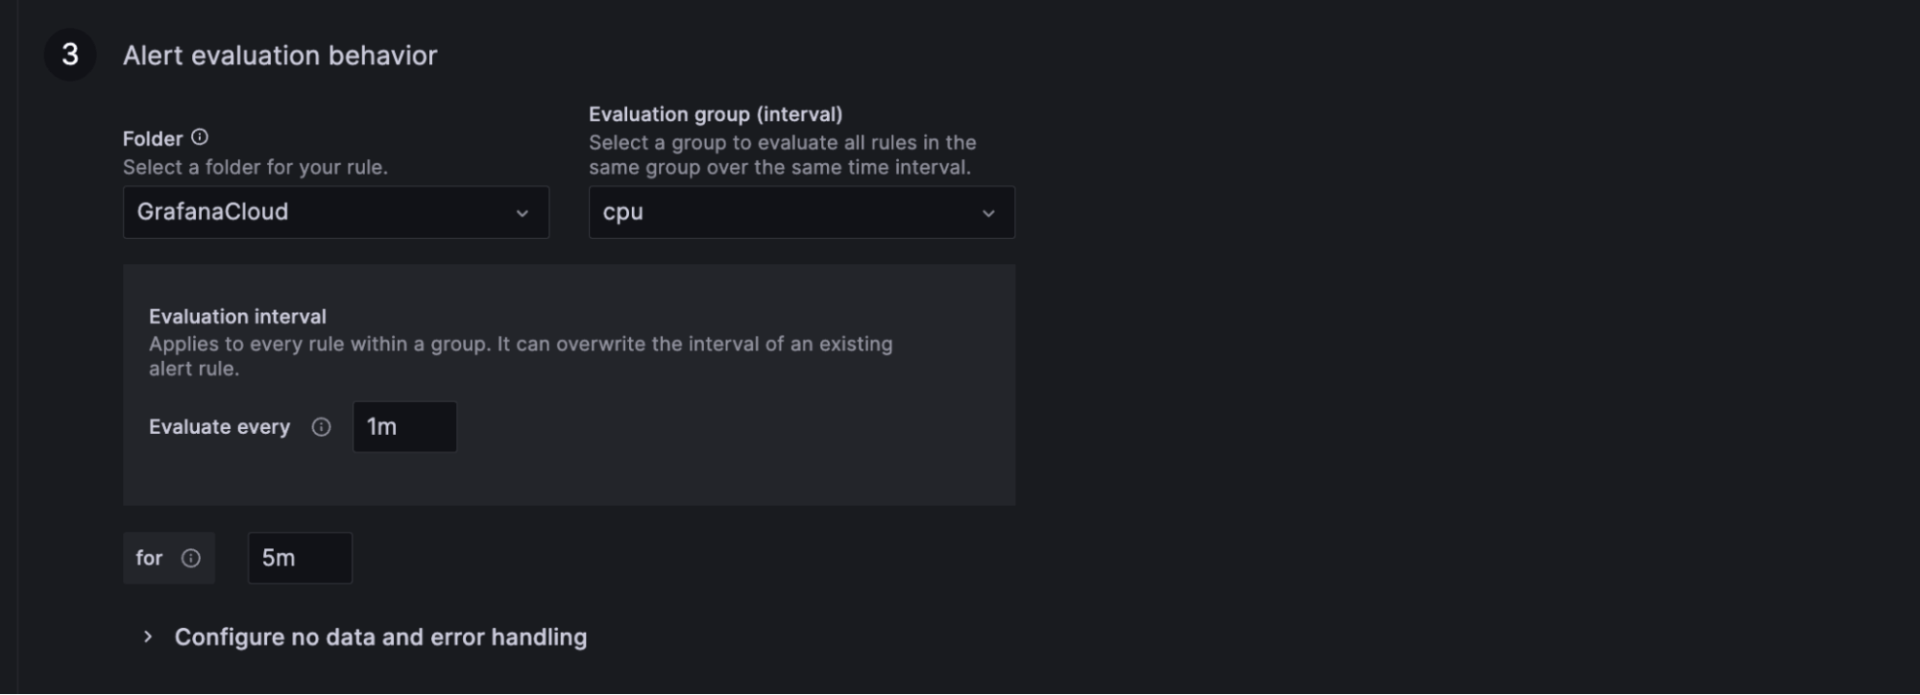 3 Alert evaluation behavior
Folder
Select a folder for your rule.
GrafanaCloud
Evaluation group (interval)
Select a group to evaluate all rules in the
same group over the same time interval.
cpu
Evaluation interval
Applies to every rule within a group. It can overwrite the interval of an existing
alert rule.
Evaluate every 1m
for 5m
Configure no data and error handling